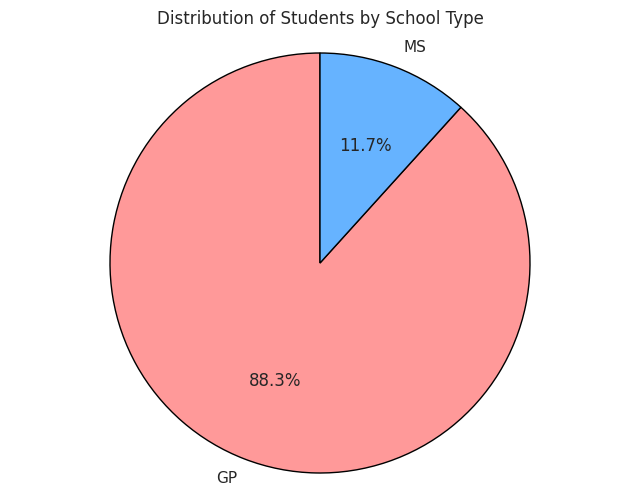 Distribution of Students by School Type
MS
11.7%
88.3%
GP